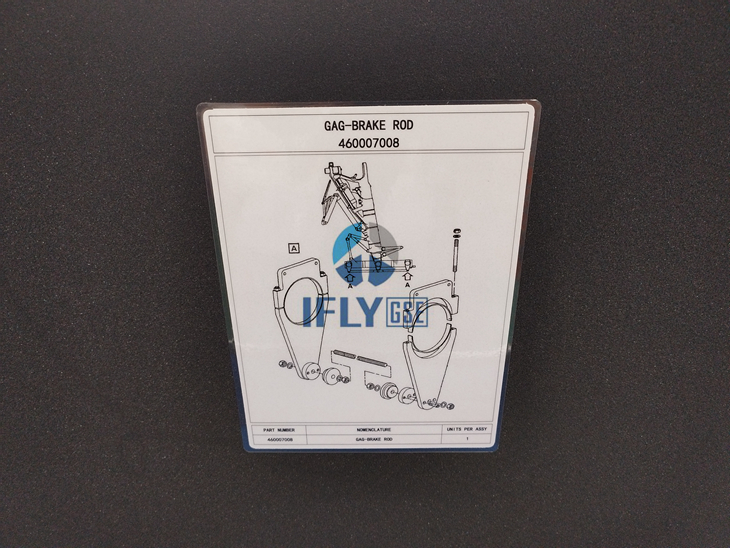 GAG-BRAKE ROD
460007008
A
A A
IFLY GSE
PART NUMBER NOMENCLATURE UNITS PER ASSY
460007008 GAG-BRAKE ROD 1